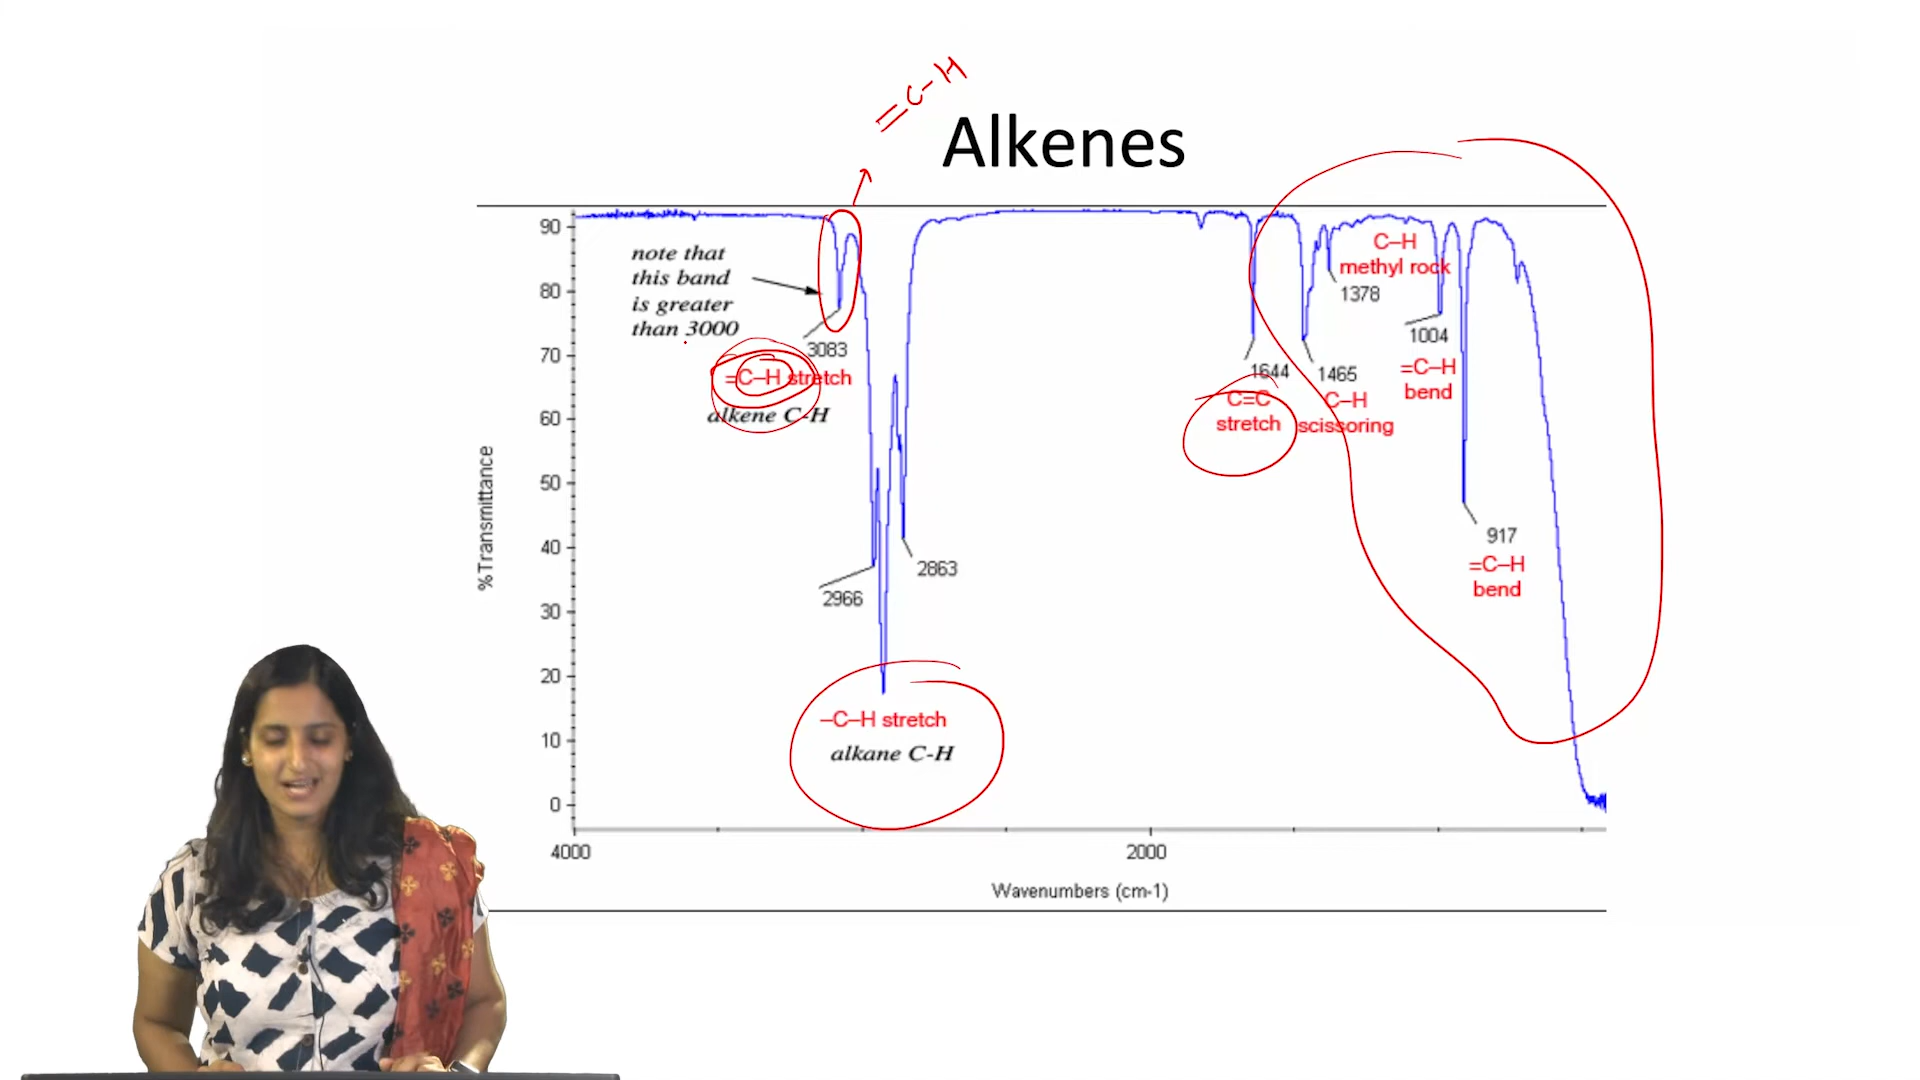 =C-H
Alkenes
90
80
70
60
50
40
30
20
10
0
%Transmittance
note that
this band
is greater
than 3000
3083
=C–H stretch
alkene C-H
2966
2863
–C–H stretch
alkane C-H
1644
C=C
stretch
1465
C–H
scissoring
C–H
methyl rock
1378
1004
=C–H
bend
917
=C–H
bend
4000
2000
Wavenumbers (cm-1)